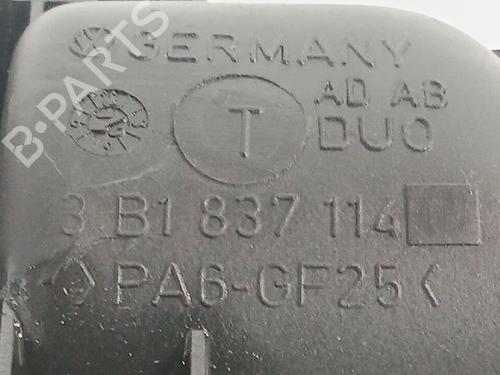 GERMANY
T
AD AB
DUO
3 B1 837 114
>PA6-GF25<
B-PARTS